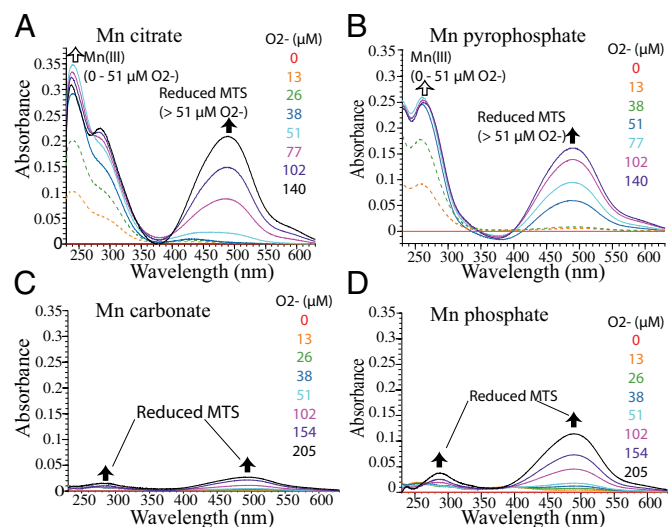 A
Mn citrate
O2- (µM)
Mn(III)
(0 - 51 µM O2-)
Reduced MTS
(> 51 µM O2-)
0
13
26
38
51
77
102
140
Absorbance
0.35
0.3
0.25
0.2
0.15
0.1
0.05
0
250 300 350 400 450 500 550 600
Wavelength (nm)
B
Mn pyrophosphate
O2- (µM)
Mn(III)
(0 - 51 µM O2-)
Reduced MTS
(> 51 µM O2-)
0
13
38
51
77
102
140
Absorbance
0.35
0.3
0.25
0.2
0.15
0.1
0.05
0
250 300 350 400 450 500 550 600
Wavelength (nm)
C
Mn carbonate
O2- (µM)
0
13
26
38
51
102
154
205
Reduced MTS
Absorbance
0.35
0.3
0.25
0.2
0.15
0.1
0.05
0
250 300 350 400 450 500 550 600
Wavelength (nm)
D
Mn phosphate
O2- (µM)
0
13
26
38
51
102
154
205
Reduced MTS
Absorbance
0.35
0.3
0.25
0.2
0.15
0.1
0.05
0
250 300 350 400 450 500 550 600
Wavelength (nm)